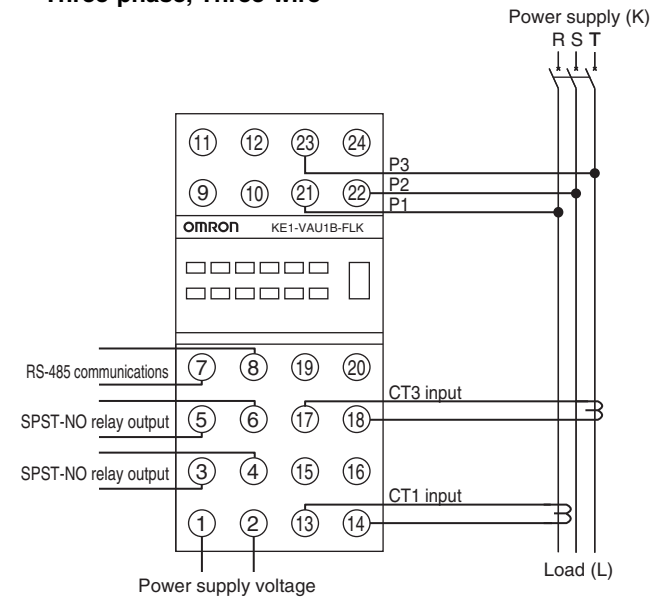 Three-phase, Three-wire
Power supply (K)
R S T
11 12 23 24
P3
P2
9 10 21 22
P1
OMRON KE1-VAU1B-FLK
RS-485 communications
7 8 19 20
CT3 input
SPST-NO relay output
5 6 17 18
SPST-NO relay output
3 4 15 16
CT1 input
1 2 13 14
Load (L)
Power supply voltage